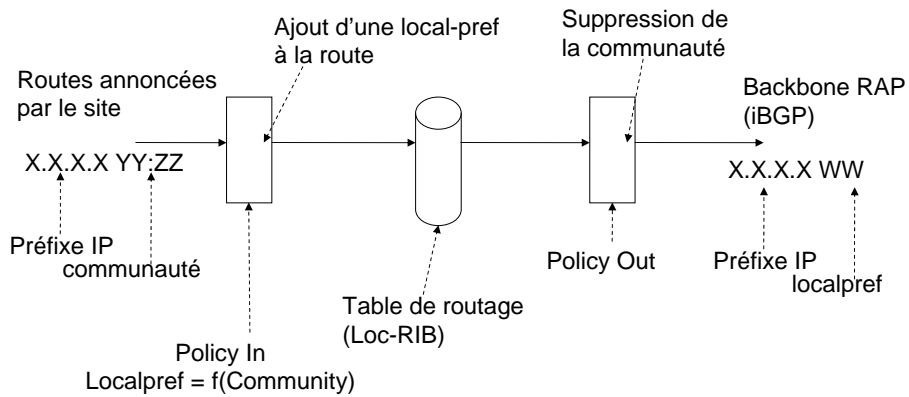 Ajout d'une local-pref
à la route
Suppression de
la communauté
Routes annoncées
par le site
Backbone RAP
(iBGP)
X.X.X.X YY:ZZ
X.X.X.X WW
Préfixe IP
communauté
Policy Out
Préfixe IP
localpref
Table de routage
(Loc-RIB)
Policy In
Localpref = f(Community)